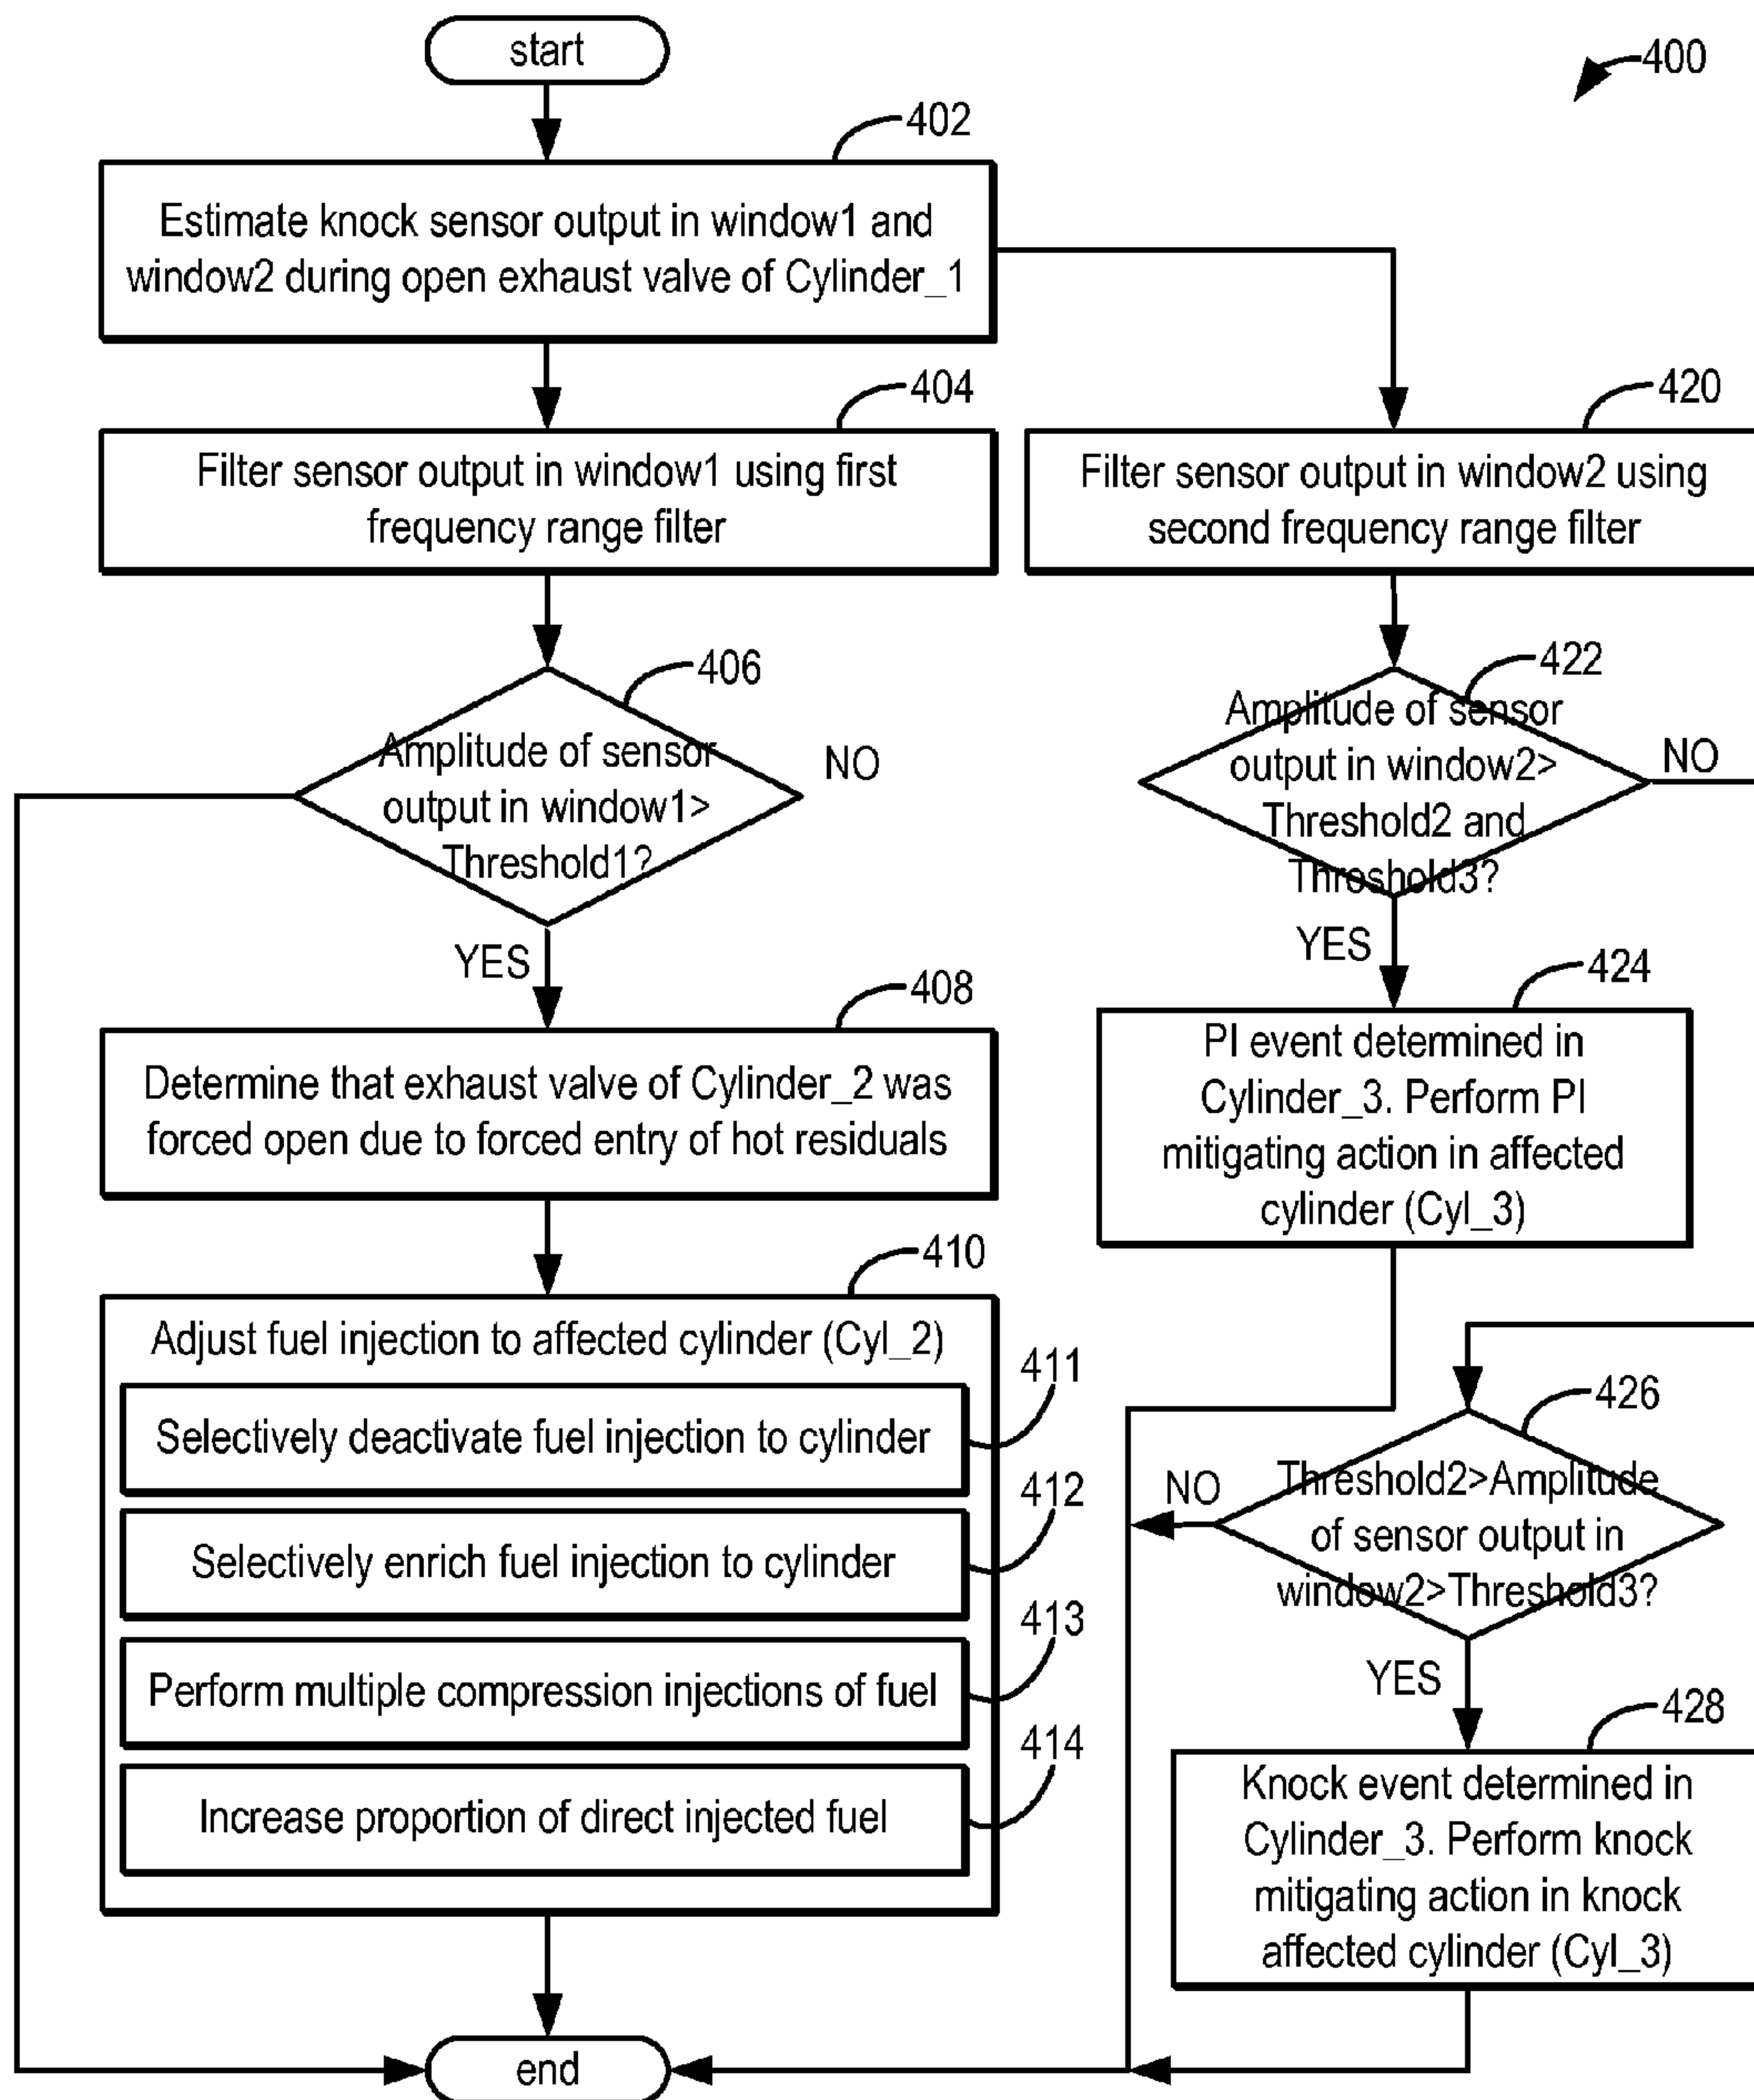 start
400
402
Estimate knock sensor output in window1 and
window2 during open exhaust valve of Cylinder_1
404
Filter sensor output in window1 using first
frequency range filter
420
Filter sensor output in window2 using
second frequency range filter
406
Amplitude of sensor
output in window1>
Threshold1?
NO
YES
422
Amplitude of sensor
output in window2>
Threshold2 and
Threshold3?
NO
YES
408
Determine that exhaust valve of Cylinder_2 was
forced open due to forced entry of hot residuals
424
PI event determined in
Cylinder_3. Perform PI
mitigating action in affected
cylinder (Cyl_3)
410
Adjust fuel injection to affected cylinder (Cyl_2)
411
Selectively deactivate fuel injection to cylinder
412
Selectively enrich fuel injection to cylinder
413
Perform multiple compression injections of fuel
414
Increase proportion of direct injected fuel
426
Threshold2>Amplitude
of sensor output in
window2>Threshold3?
NO
YES
428
Knock event determined in
Cylinder_3. Perform knock
mitigating action in knock
affected cylinder (Cyl_3)
end